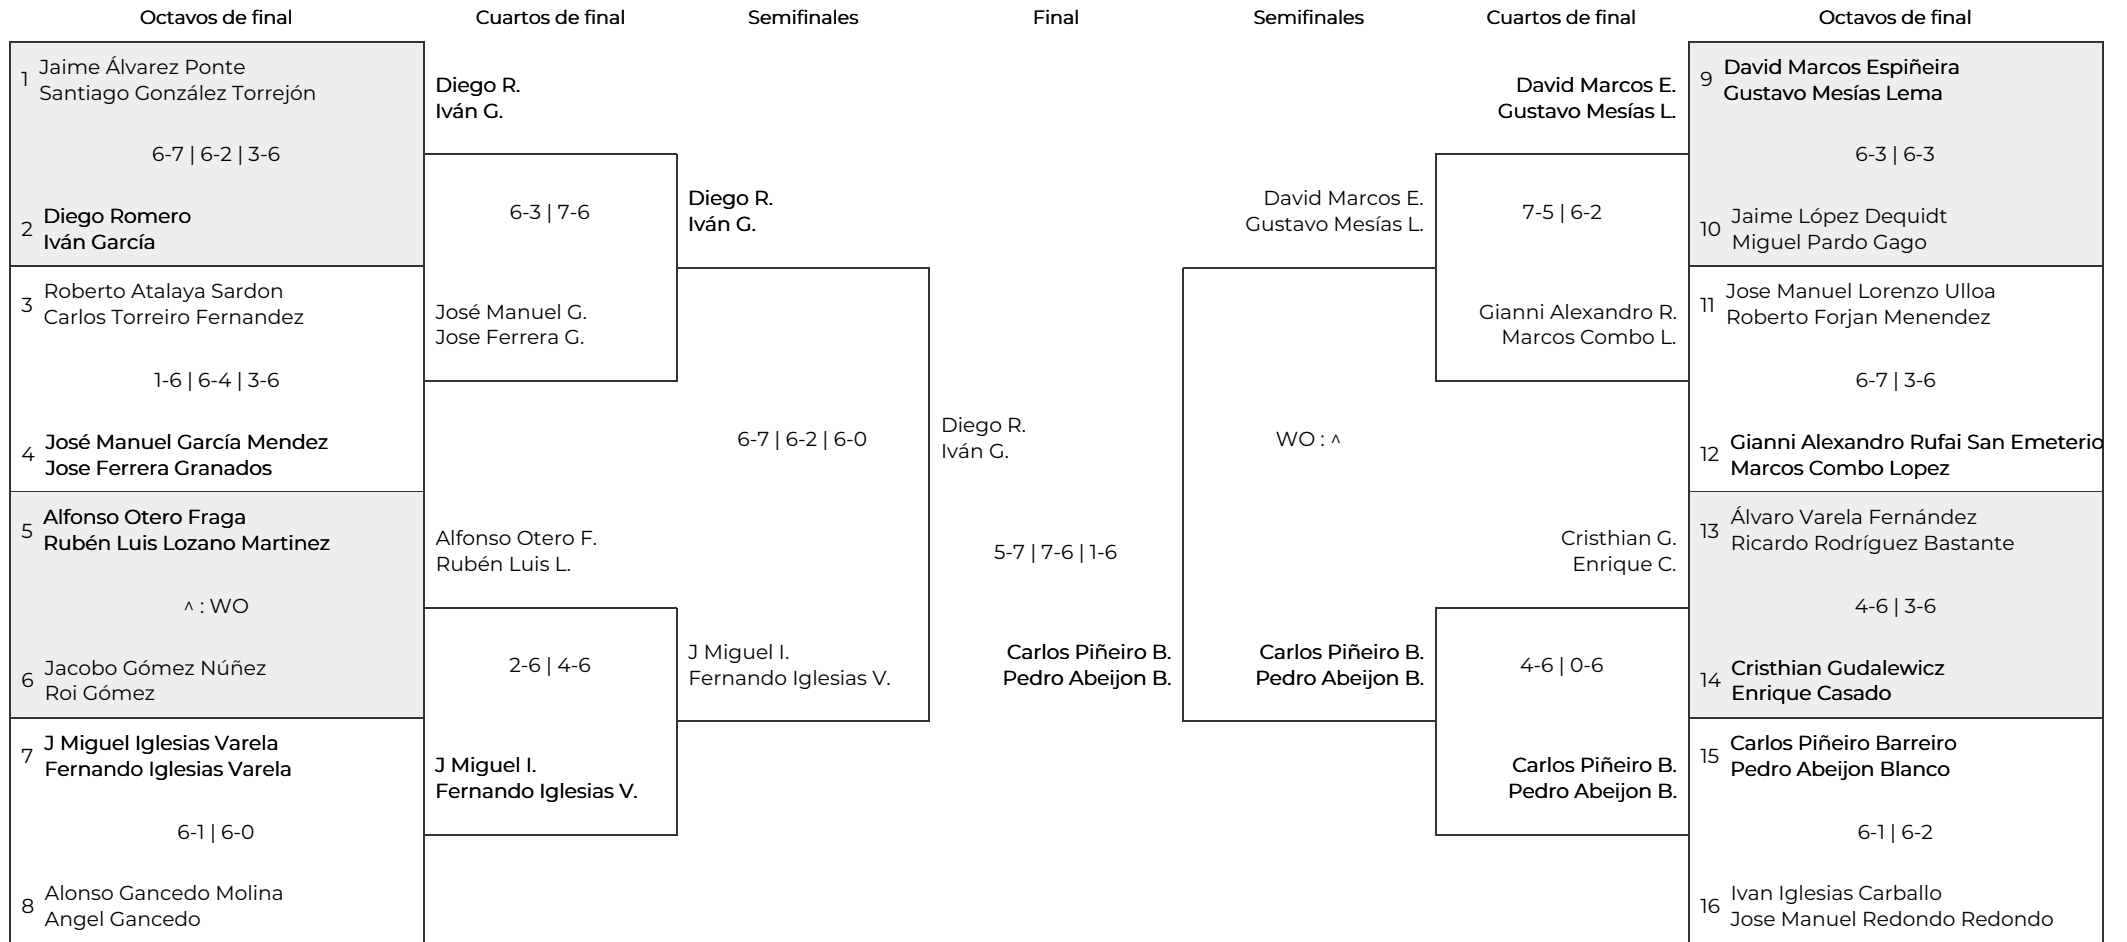 Octavos de final
Cuartos de final
Semifinales
Final
Semifinales
Cuartos de final
Octavos de final
1
Jaime Álvarez Ponte
Santiago González Torrejón
6-7 | 6-2 | 3-6
2
Diego Romero
Iván García
3
Roberto Atalaya Sardon
Carlos Torreiro Fernandez
1-6 | 6-4 | 3-6
4
José Manuel García Mendez
Jose Ferrera Granados
5
Alfonso Otero Fraga
Rubén Luis Lozano Martinez
^ : WO
6
Jacobo Gómez Núñez
Roi Gómez
7
J Miguel Iglesias Varela
Fernando Iglesias Varela
6-1 | 6-0
8
Alonso Gancedo Molina
Angel Gancedo
Diego R.
Iván G.
6-3 | 7-6
José Manuel G.
Jose Ferrera G.
Alfonso Otero F.
Rubén Luis L.
2-6 | 4-6
J Miguel I.
Fernando Iglesias V.
Diego R.
Iván G.
6-7 | 6-2 | 6-0
J Miguel I.
Fernando Iglesias V.
Diego R.
Iván G.
5-7 | 7-6 | 1-6
Carlos Piñeiro B.
Pedro Abeijon B.
David Marcos E.
Gustavo Mesías L.
WO : ^
Carlos Piñeiro B.
Pedro Abeijon B.
David Marcos E.
Gustavo Mesías L.
7-5 | 6-2
Gianni Alexandro R.
Marcos Combo L.
Cristhian G.
Enrique C.
4-6 | 0-6
Carlos Piñeiro B.
Pedro Abeijon B.
9
David Marcos Espiñeira
Gustavo Mesías Lema
6-3 | 6-3
10
Jaime López Dequidt
Miguel Pardo Gago
11
Jose Manuel Lorenzo Ulloa
Roberto Forjan Menendez
6-7 | 3-6
12
Gianni Alexandro Rufai San Emeterio
Marcos Combo Lopez
13
Álvaro Varela Fernández
Ricardo Rodríguez Bastante
4-6 | 3-6
14
Cristhian Gudalewicz
Enrique Casado
15
Carlos Piñeiro Barreiro
Pedro Abeijon Blanco
6-1 | 6-2
16
Ivan Iglesias Carballo
Jose Manuel Redondo Redondo